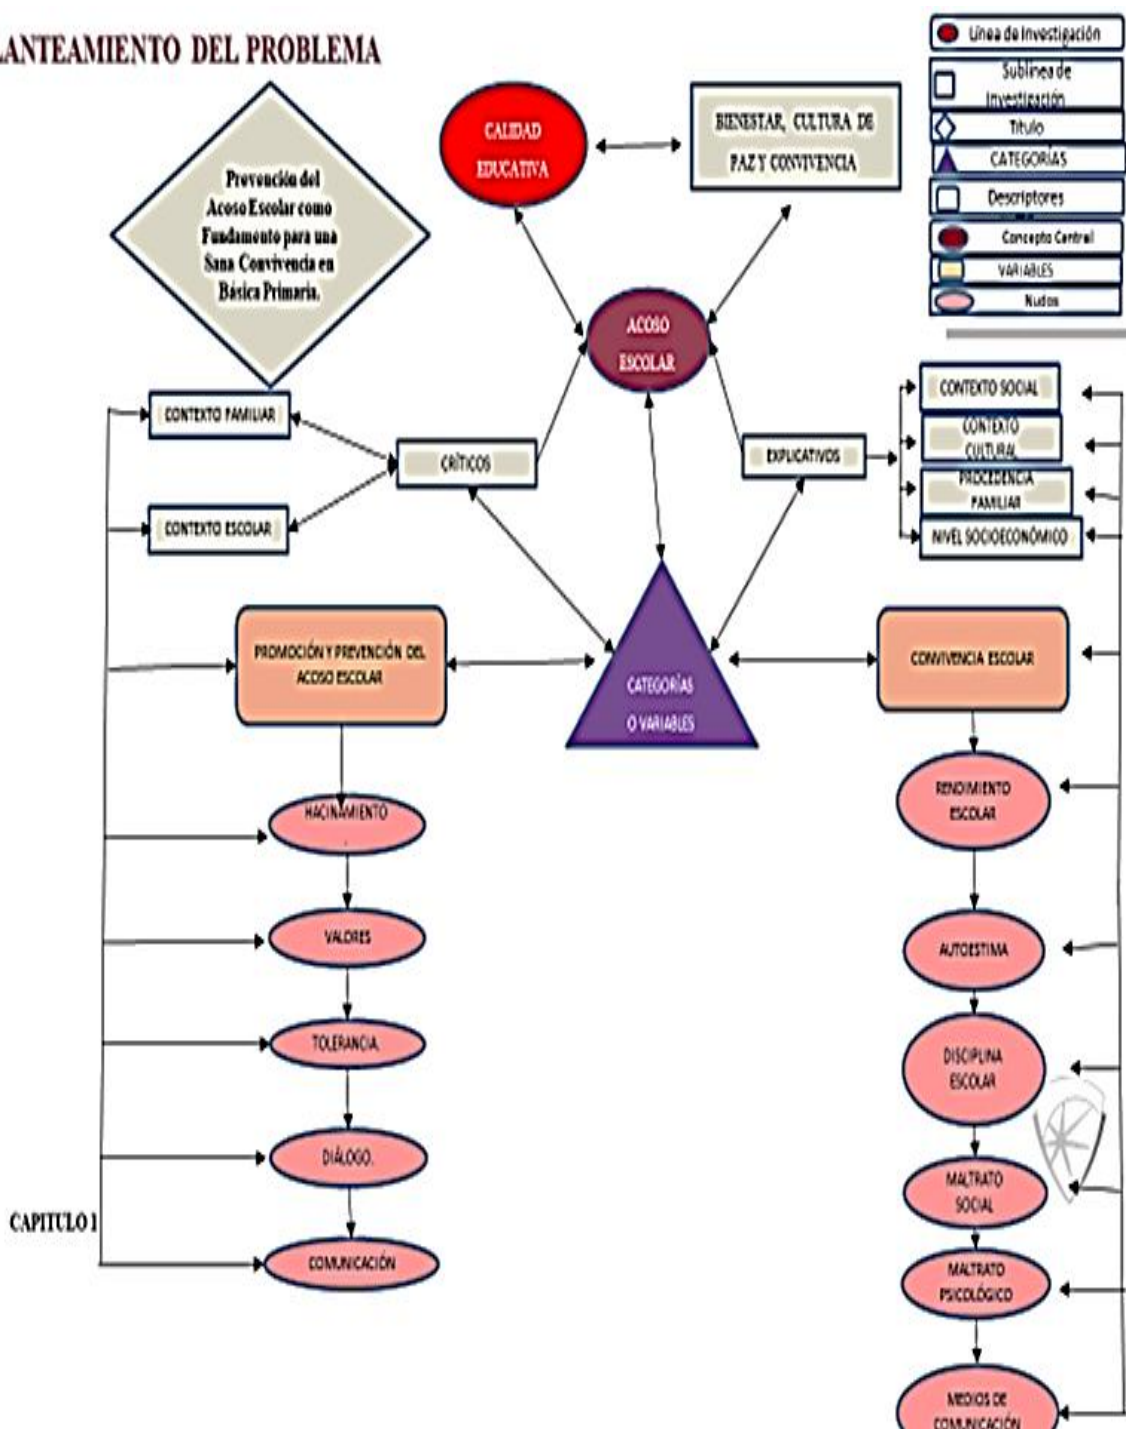 LANTEAMIENTO DEL PROBLEMA
Prevención del
Acoso Escolar como
Fundamento para una
Sana Convivencia en
Básica Primaria.
CALIDAD
EDUCATIVA
BIENESTAR, CULTURA DE
PAZ Y CONVIVENCIA
Línea de Investigación
Sublínea de
Investigación
Título
CATEGORÍAS
Descriptores
Concepto Central
VARIABLES
Nudos
ACOSO
ESCOLAR
CONTEXTO FAMILIAR
CONTEXTO ESCOLAR
CRÍTICOS
EXPLICATIVOS
CONTEXTO SOCIAL
CONTEXTO
CULTURAL
PROCEDENCIA
FAMILIAR
NIVEL SOCIOECONÓMICO
PROMOCIÓN Y PREVENCIÓN DEL
ACOSO ESCOLAR
CATEGORÍAS
O VARIABLES
CONVIVENCIA ESCOLAR
HACINAMIENTO
VALORES
TOLERANCIA.
DIÁLOGO.
COMUNICACIÓN
CAPITULO 1
RENDIMIENTO
ESCOLAR
AUTOESTIMA
DISCIPLINA
ESCOLAR
MALTRATO
SOCIAL
MALTRATO
PSICOLÓGICO
MEDIOS DE
COMUNICACIÓN